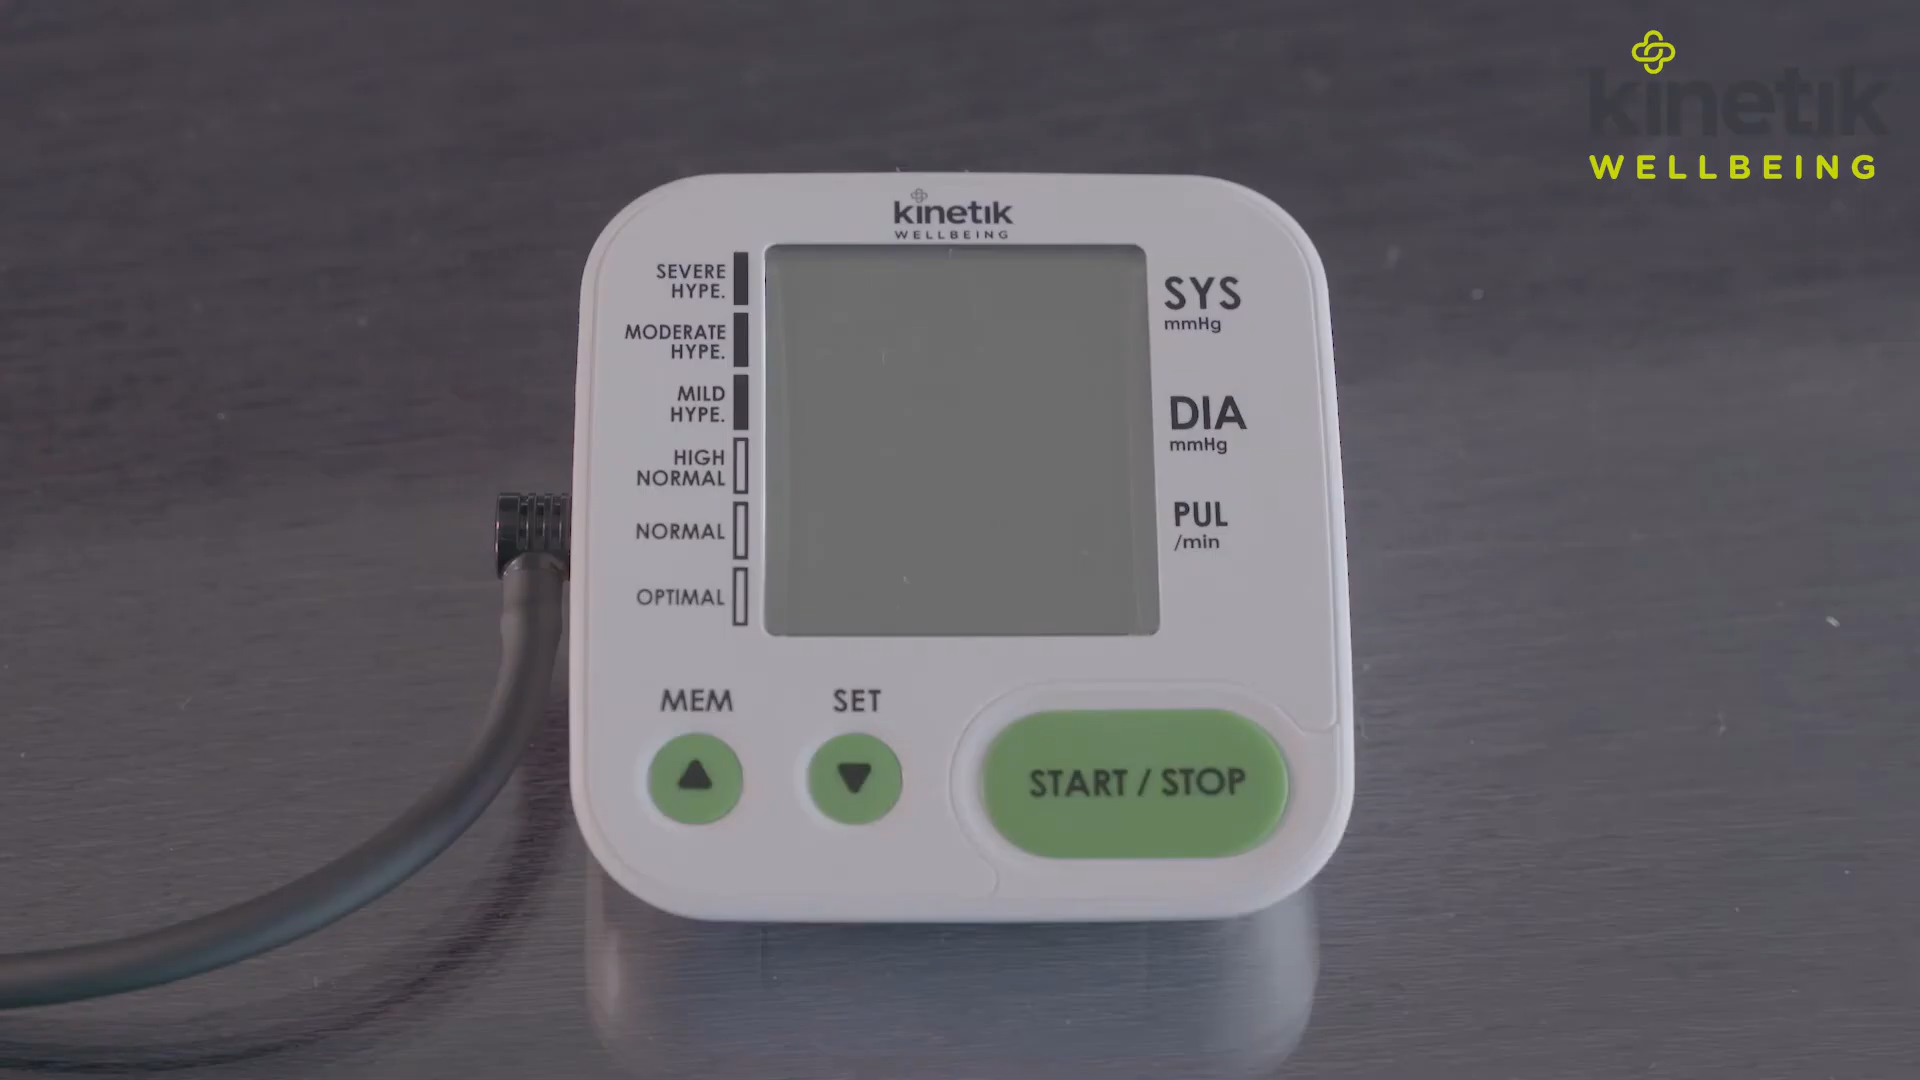 kinetik
WELLBEING
kinetik
WELLBEING
SEVERE
HYPE.
MODERATE
HYPE.
MILD
HYPE.
HIGH
NORMAL
NORMAL
OPTIMAL
SYS
mmHg
DIA
mmHg
PUL
/min
MEM
SET
START / STOP